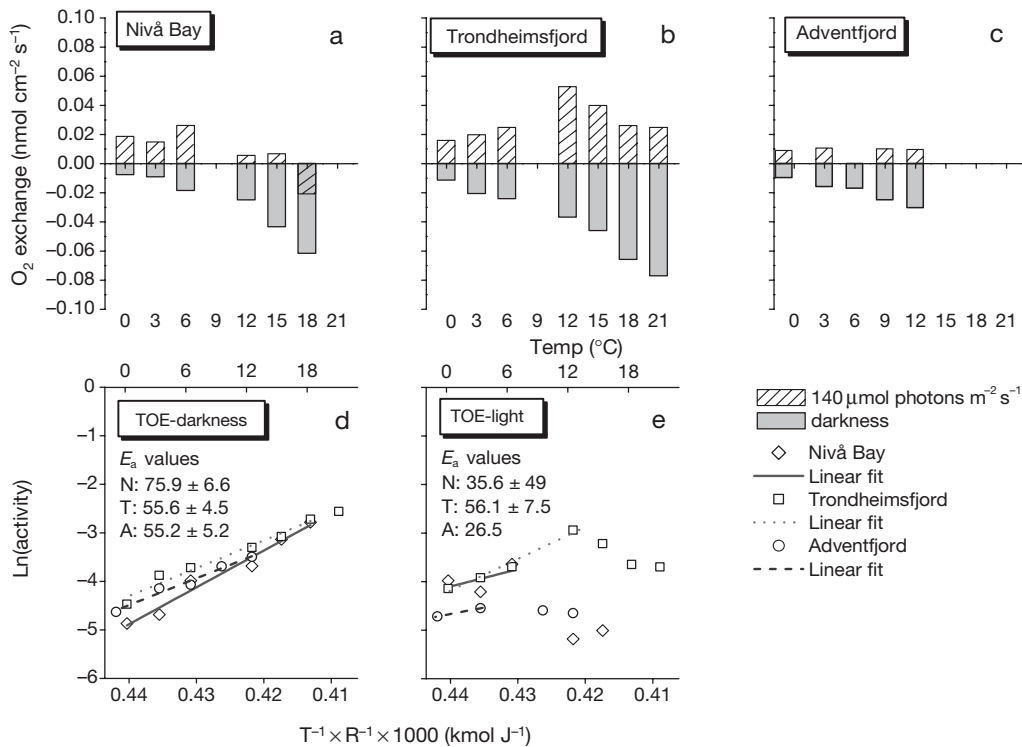 Nivå Bay
a
Trondheimsfjord
b
Adventfjord
c
O₂ exchange (nmol cm⁻² s⁻¹)
0.10
0.08
0.06
0.04
0.02
0.00
−0.02
−0.04
−0.06
−0.08
−0.10
0 3 6 9 12 15 18 21
0 3 6 9 12 15 18 21
0 3 6 9 12 15 18 21
Temp (°C)
0 6 12 18
0 6 12 18
TOE-darkness
d
Eₐ values
N: 75.9 ± 6.6
T: 55.6 ± 4.5
A: 55.2 ± 5.2
TOE-light
e
Eₐ values
N: 35.6 ± 49
T: 56.1 ± 7.5
A: 26.5
Ln(activity)
0
−1
−2
−3
−4
−5
−6
0.44 0.43 0.42 0.41
0.44 0.43 0.42 0.41
T⁻¹ × R⁻¹ × 1000 (kmol J⁻¹)
140 µmol photons m⁻² s⁻¹
darkness
Nivå Bay
Linear fit
Trondheimsfjord
Linear fit
Adventfjord
Linear fit